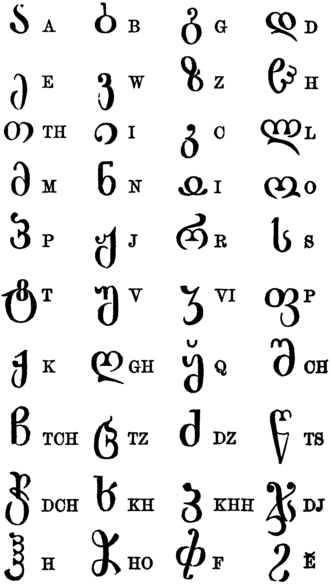 ა A ბ B გ G დ D
ე E ვ W ზ Z ჱ H
თ TH ი I კ C ლ L
მ M ნ N ჲ I ო O
პ P ჟ J რ R ს S
ტ T უ V ჳ VI ფ P
ქ K ღ GH ყ Q შ CH
ჩ TCH ც TZ ძ DZ წ TS
ჭ DCH ხ KH ჴ KHH ჯ DJ
ჰ H ჵ HO ჶ F ჷ Ĕ